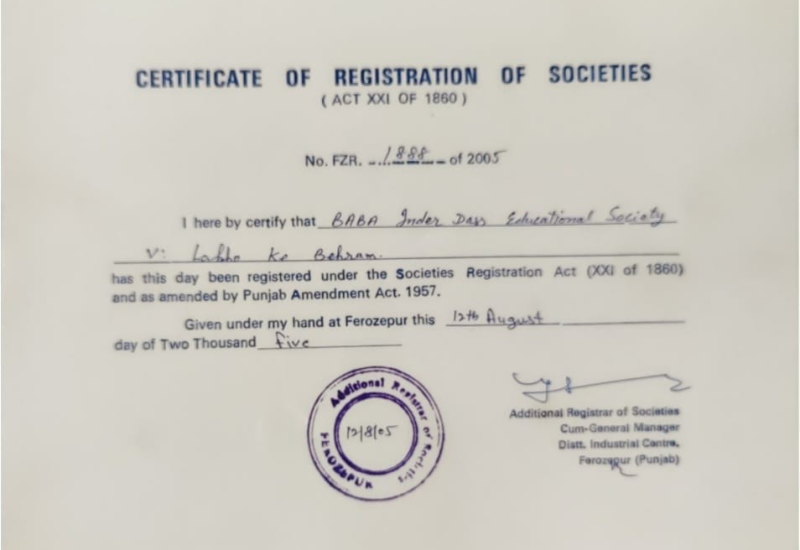 CERTIFICATE OF REGISTRATION OF SOCIETIES
( ACT XXI OF 1860 )
No. FZR. 1888 of 2005
I here by certify that BABA Inder Dass Educational Society
V: Lakho Ke Behram.
has this day been registered under the Societies Registration Act (XXI of 1860)
and as amended by Punjab Amendment Act. 1957.
Given under my hand at Ferozepur this 12th August
day of Two Thousand five
Additional Registrar of Societies
FEROZEPUR
12/8/05
Additional Registrar of Societies
Cum-General Manager
Distt. Industrial Centre,
Ferozepur (Punjab)